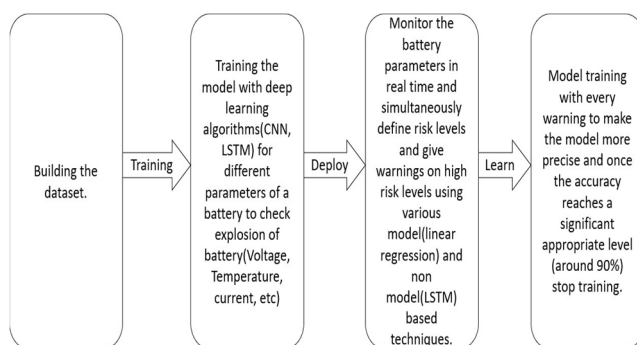 Building the
dataset.
Training
Training the
model with deep
learning
algorithms(CNN,
LSTM) for
different
parameters of a
battery to check
explosion of
battery(Voltage,
Temperature,
current, etc)
Deploy
Monitor the
battery
parameters in
real time and
simultaneously
define risk levels
and give
warnings on high
risk levels using
various
model(linear
regression) and
non
model(LSTM)
based
techniques.
Learn
Model training
with every
warning to make
the model more
precise and once
the accuracy
reaches a
significant
appropriate level
(around 90%)
stop training.